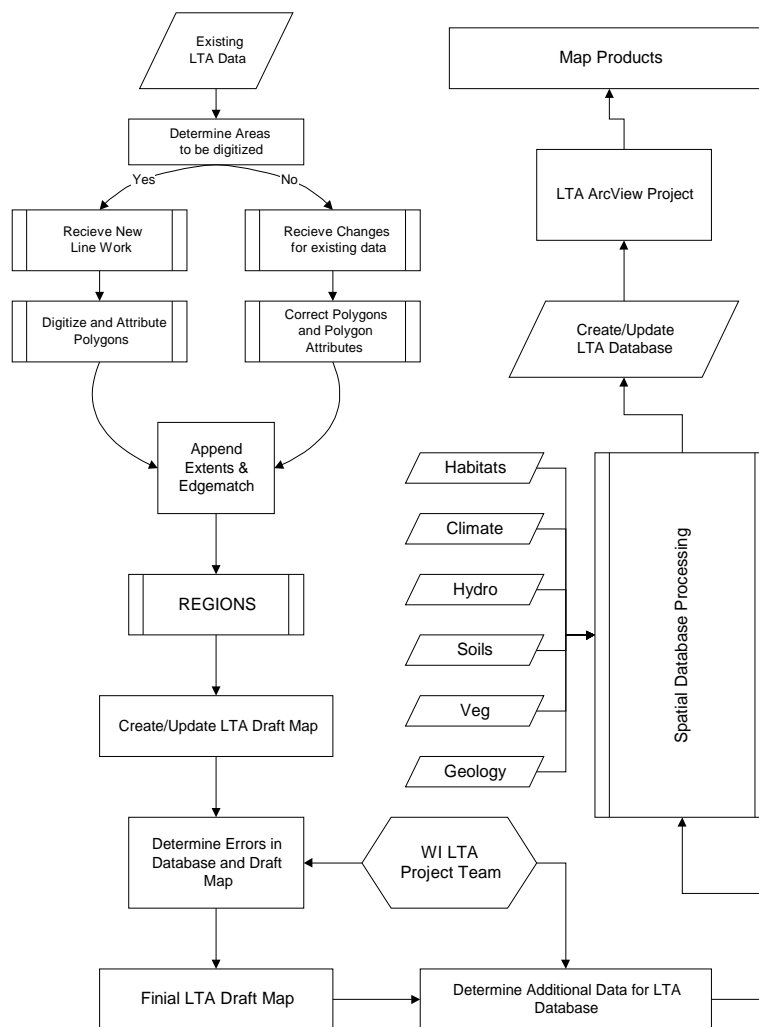 Existing
LTA Data
Determine Areas
to be digitized
Yes
No
Recieve New
Line Work
Recieve Changes
for existing data
Digitize and Attribute
Polygons
Correct Polygons
and Polygon
Attributes
Append
Extents &
Edgematch
REGIONS
Create/Update LTA Draft Map
Determine Errors in
Database and Draft
Map
WI LTA
Project Team
Finial LTA Draft Map
Determine Additional Data for LTA
Database
Habitats
Climate
Hydro
Soils
Veg
Geology
Spatial Database Processing
Create/Update
LTA Database
LTA ArcView Project
Map Products